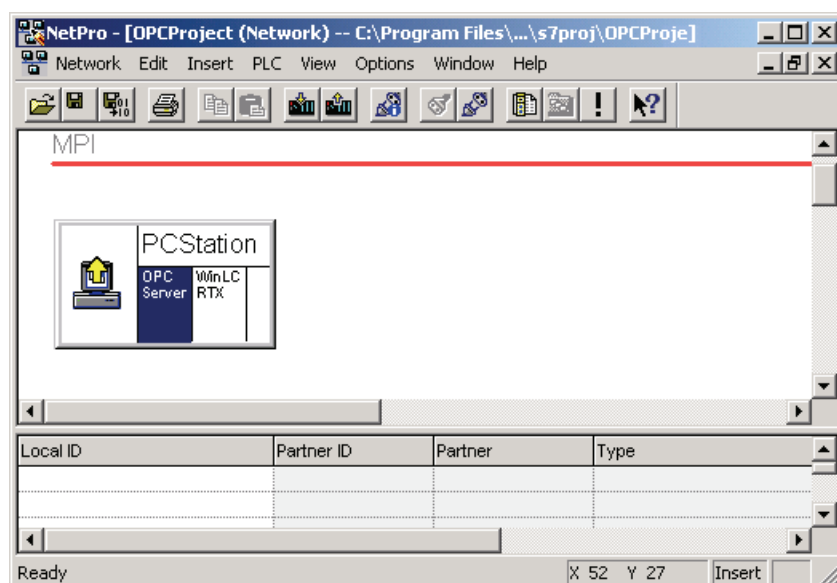 NetPro - [OPCProject (Network) -- C:\Program Files\...\s7proj\OPCProje]
Network Edit Insert PLC View Options Window Help
MPI
PCStation
OPC Server
WinLC RTX
Local ID Partner ID Partner Type
Ready X 52 Y 27 Insert